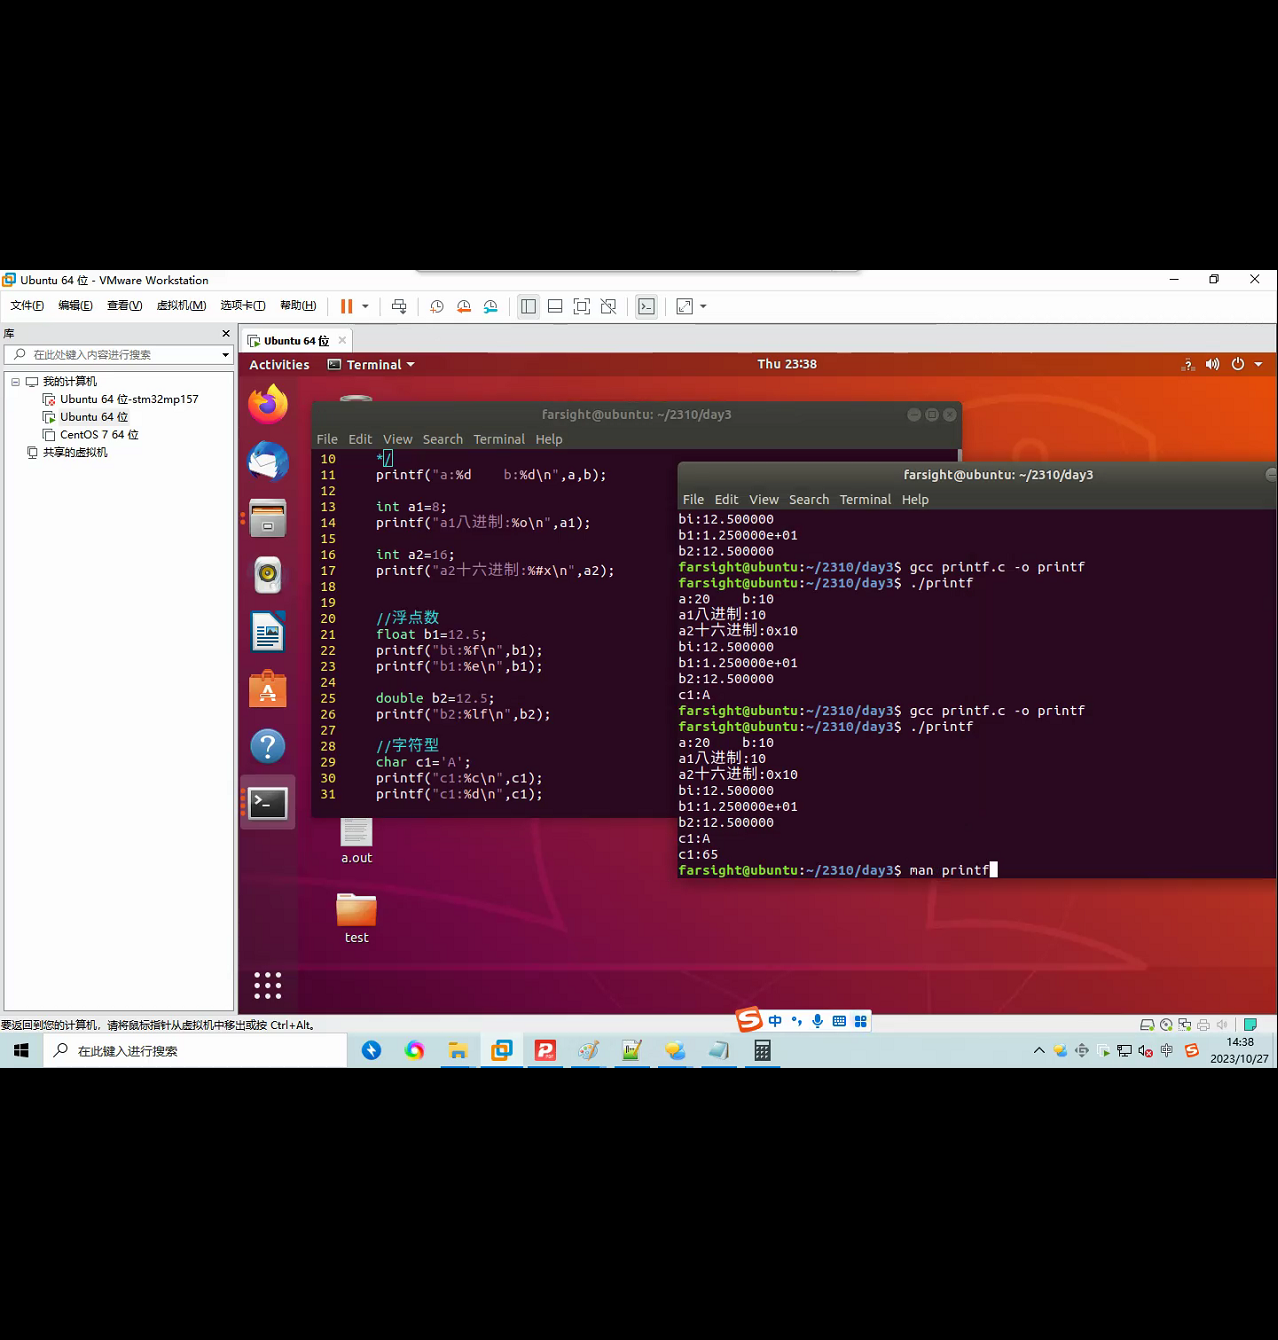 Ubuntu 64 位 - VMware Workstation
文件(F) 编辑(E) 查看(V) 虚拟机(M) 选项卡(T) 帮助(H)
库
在此处键入内容进行搜索
我的计算机
Ubuntu 64 位-stm32mp157
Ubuntu 64 位
CentOS 7 64 位
共享的虚拟机
Ubuntu 64 位
Activities Terminal Thu 23:38
farsight@ubuntu: ~/2310/day3
File Edit View Search Terminal Help
10 */
11 printf("a:%d    b:%d\n",a,b);
12
13 int a1=8;
14 printf("a1八进制:%o\n",a1);
15
16 int a2=16;
17 printf("a2十六进制:%#x\n",a2);
18
19
20 //浮点数
21 float b1=12.5;
22 printf("bi:%f\n",b1);
23 printf("b1:%e\n",b1);
24
25 double b2=12.5;
26 printf("b2:%lf\n",b2);
27
28 //字符型
29 char c1='A';
30 printf("c1:%c\n",c1);
31 printf("c1:%d\n",c1);
farsight@ubuntu: ~/2310/day3
File Edit View Search Terminal Help
bi:12.500000
b1:1.250000e+01
b2:12.500000
farsight@ubuntu:~/2310/day3$ gcc printf.c -o printf
farsight@ubuntu:~/2310/day3$ ./printf
a:20    b:10
a1八进制:10
a2十六进制:0x10
bi:12.500000
b1:1.250000e+01
b2:12.500000
c1:A
farsight@ubuntu:~/2310/day3$ gcc printf.c -o printf
farsight@ubuntu:~/2310/day3$ ./printf
a:20    b:10
a1八进制:10
a2十六进制:0x10
bi:12.500000
b1:1.250000e+01
b2:12.500000
c1:A
c1:65
farsight@ubuntu:~/2310/day3$ man printf
a.out
test
要返回到您的计算机，请将鼠标指针从虚拟机中移出或按 Ctrl+Alt。
中
在此键入进行搜索
中
14:38
2023/10/27